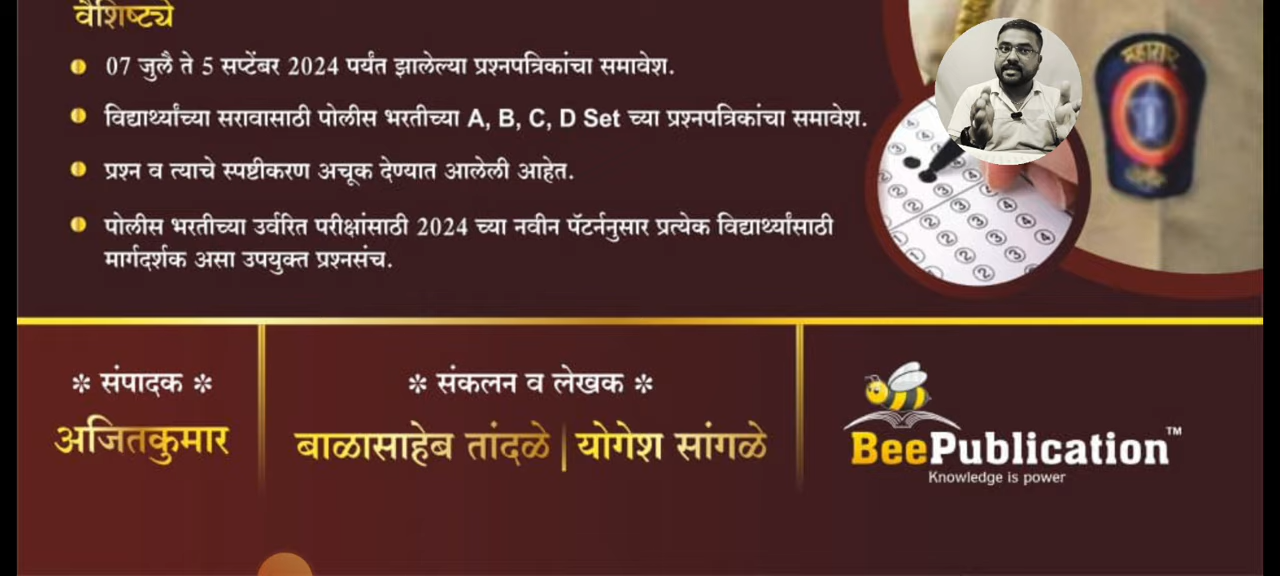 वैशिष्ट्ये
07 जुलै ते 5 सप्टेंबर 2024 पर्यंत झालेल्या प्रश्नपत्रिकांचा समावेश.
विद्यार्थ्यांच्या सरावासाठी पोलीस भरतीच्या A, B, C, D Set च्या प्रश्नपत्रिकांचा समावेश.
प्रश्न व त्याचे स्पष्टीकरण अचूक देण्यात आलेली आहेत.
पोलीस भरतीच्या उर्वरित परीक्षांसाठी 2024 च्या नवीन पॅटर्ननुसार प्रत्येक विद्यार्थ्यांसाठी
मार्गदर्शक असा उपयुक्त प्रश्नसंच.
महाराष्ट्र
* संपादक *
अजितकुमार
* संकलन व लेखक *
बाळासाहेब तांदळे | योगेश सांगळे
BeePublication™
Knowledge is power